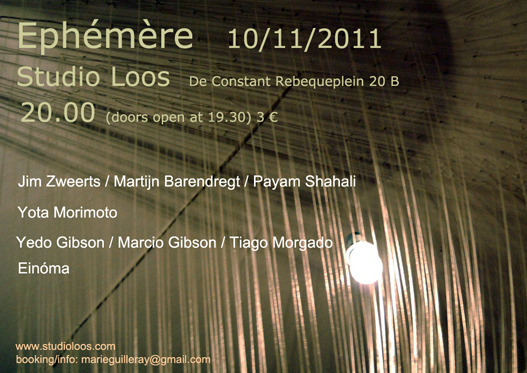 Ephémère 10/11/2011
Studio Loos De Constant Rebequeplein 20 B
20.00 (doors open at 19.30) 3 €
Jim Zweerts / Martijn Barendregt / Payam Shahali
Yota Morimoto
Yedo Gibson / Marcio Gibson / Tiago Morgado
Einóma
www.studioloos.com
booking/info: marieguilleray@gmail.com